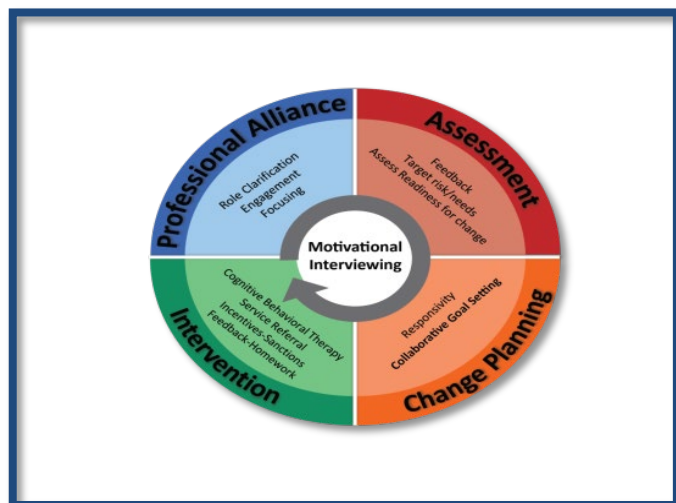 Professional Alliance
Role Clarification
Engagement
Focusing
Assessment
Feedback
Target risk/needs
Assess Readiness for change
Motivational
Interviewing
Intervention
Cognitive Behavioral Therapy
Service Referral
Incentives-Sanctions
Feedback-Homework
Change Planning
Responsivity
Collaborative Goal Setting